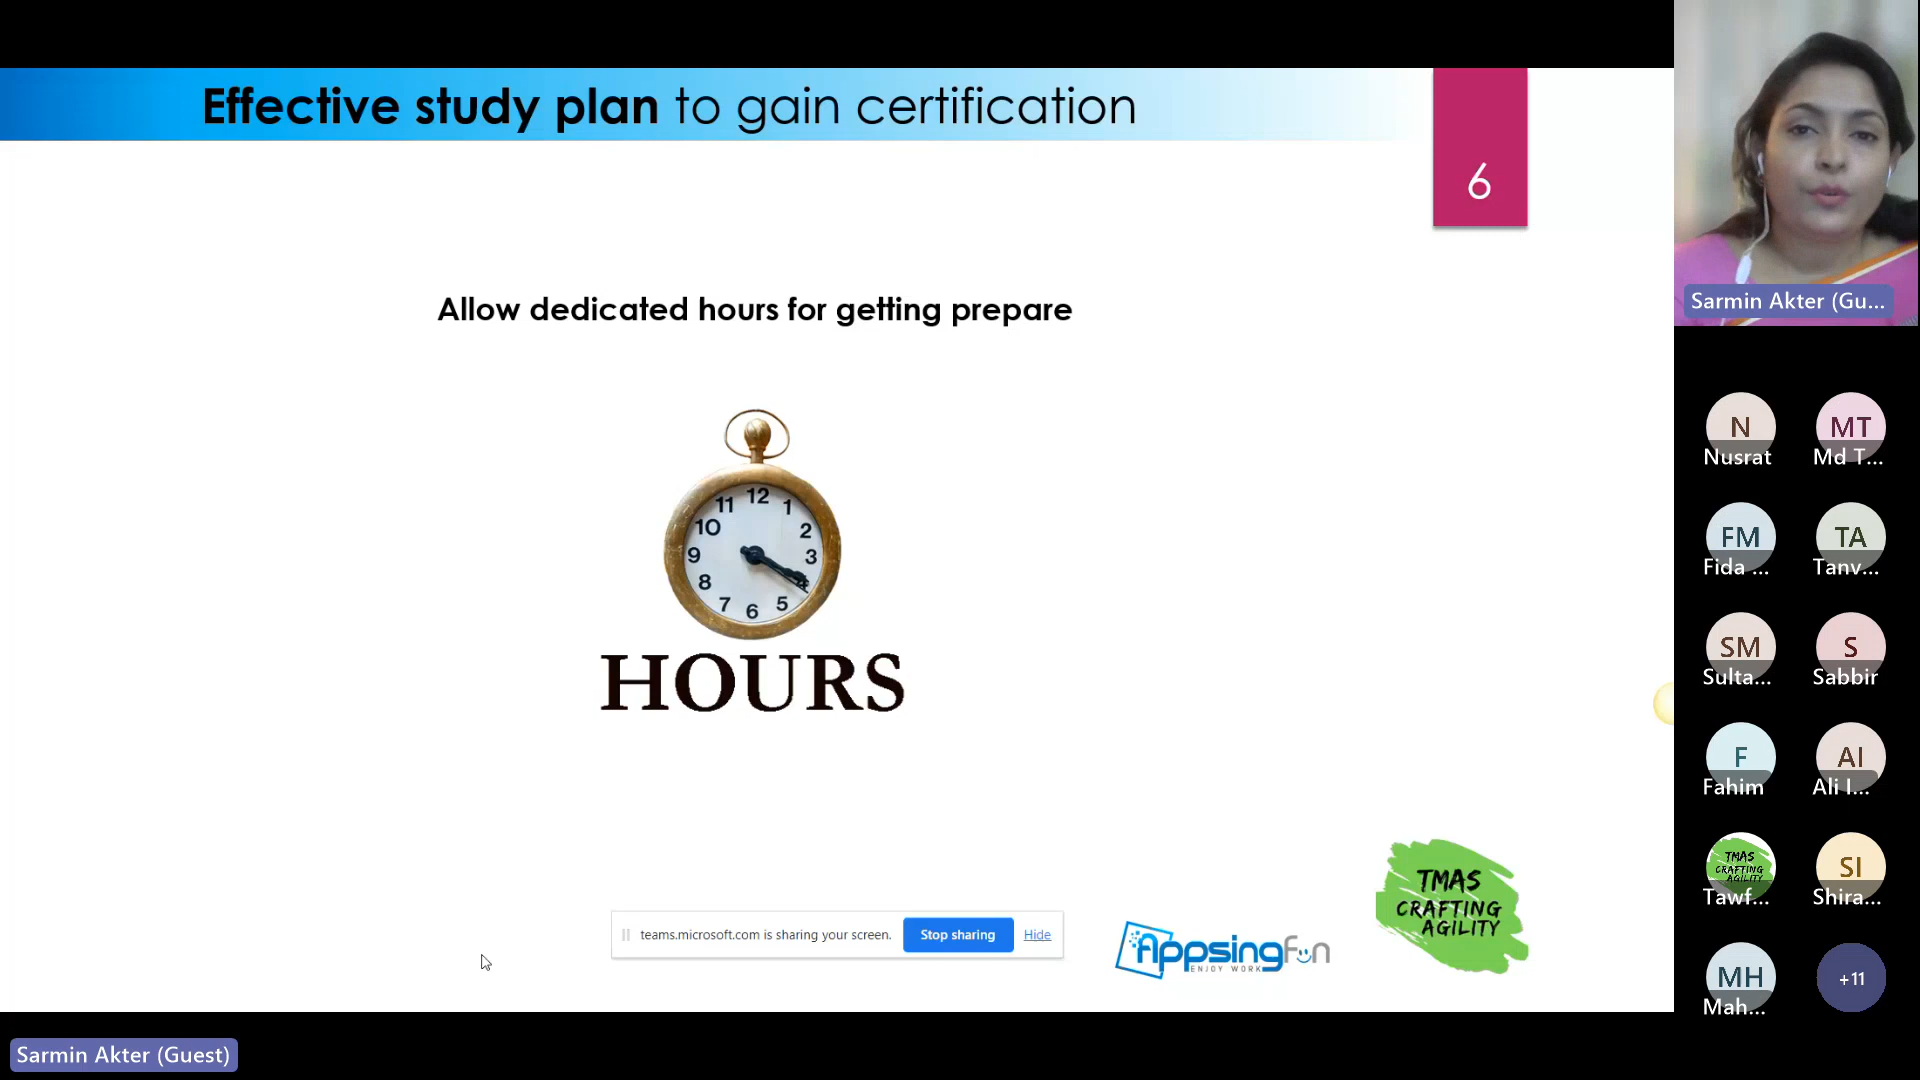 Effective study plan to gain certification
6
Allow dedicated hours for getting prepare
12
11
1
10
2
9
3
8
4
7
5
6
HOURS
teams.microsoft.com is sharing your screen.
Stop sharing
Hide
AppsingFun
ENJOY WORK
TMAS
CRAFTING
AGILITY
Sarmin Akter (Gu...
N
Nusrat
MT
Md T...
FM
Fida ...
TA
Tanv...
SM
Sulta...
S
Sabbir
F
Fahim
AI
Ali I...
TMAS
CRAFTING
AGILITY
Tawf...
SI
Shira...
MH
Mah...
+11
Sarmin Akter (Guest)